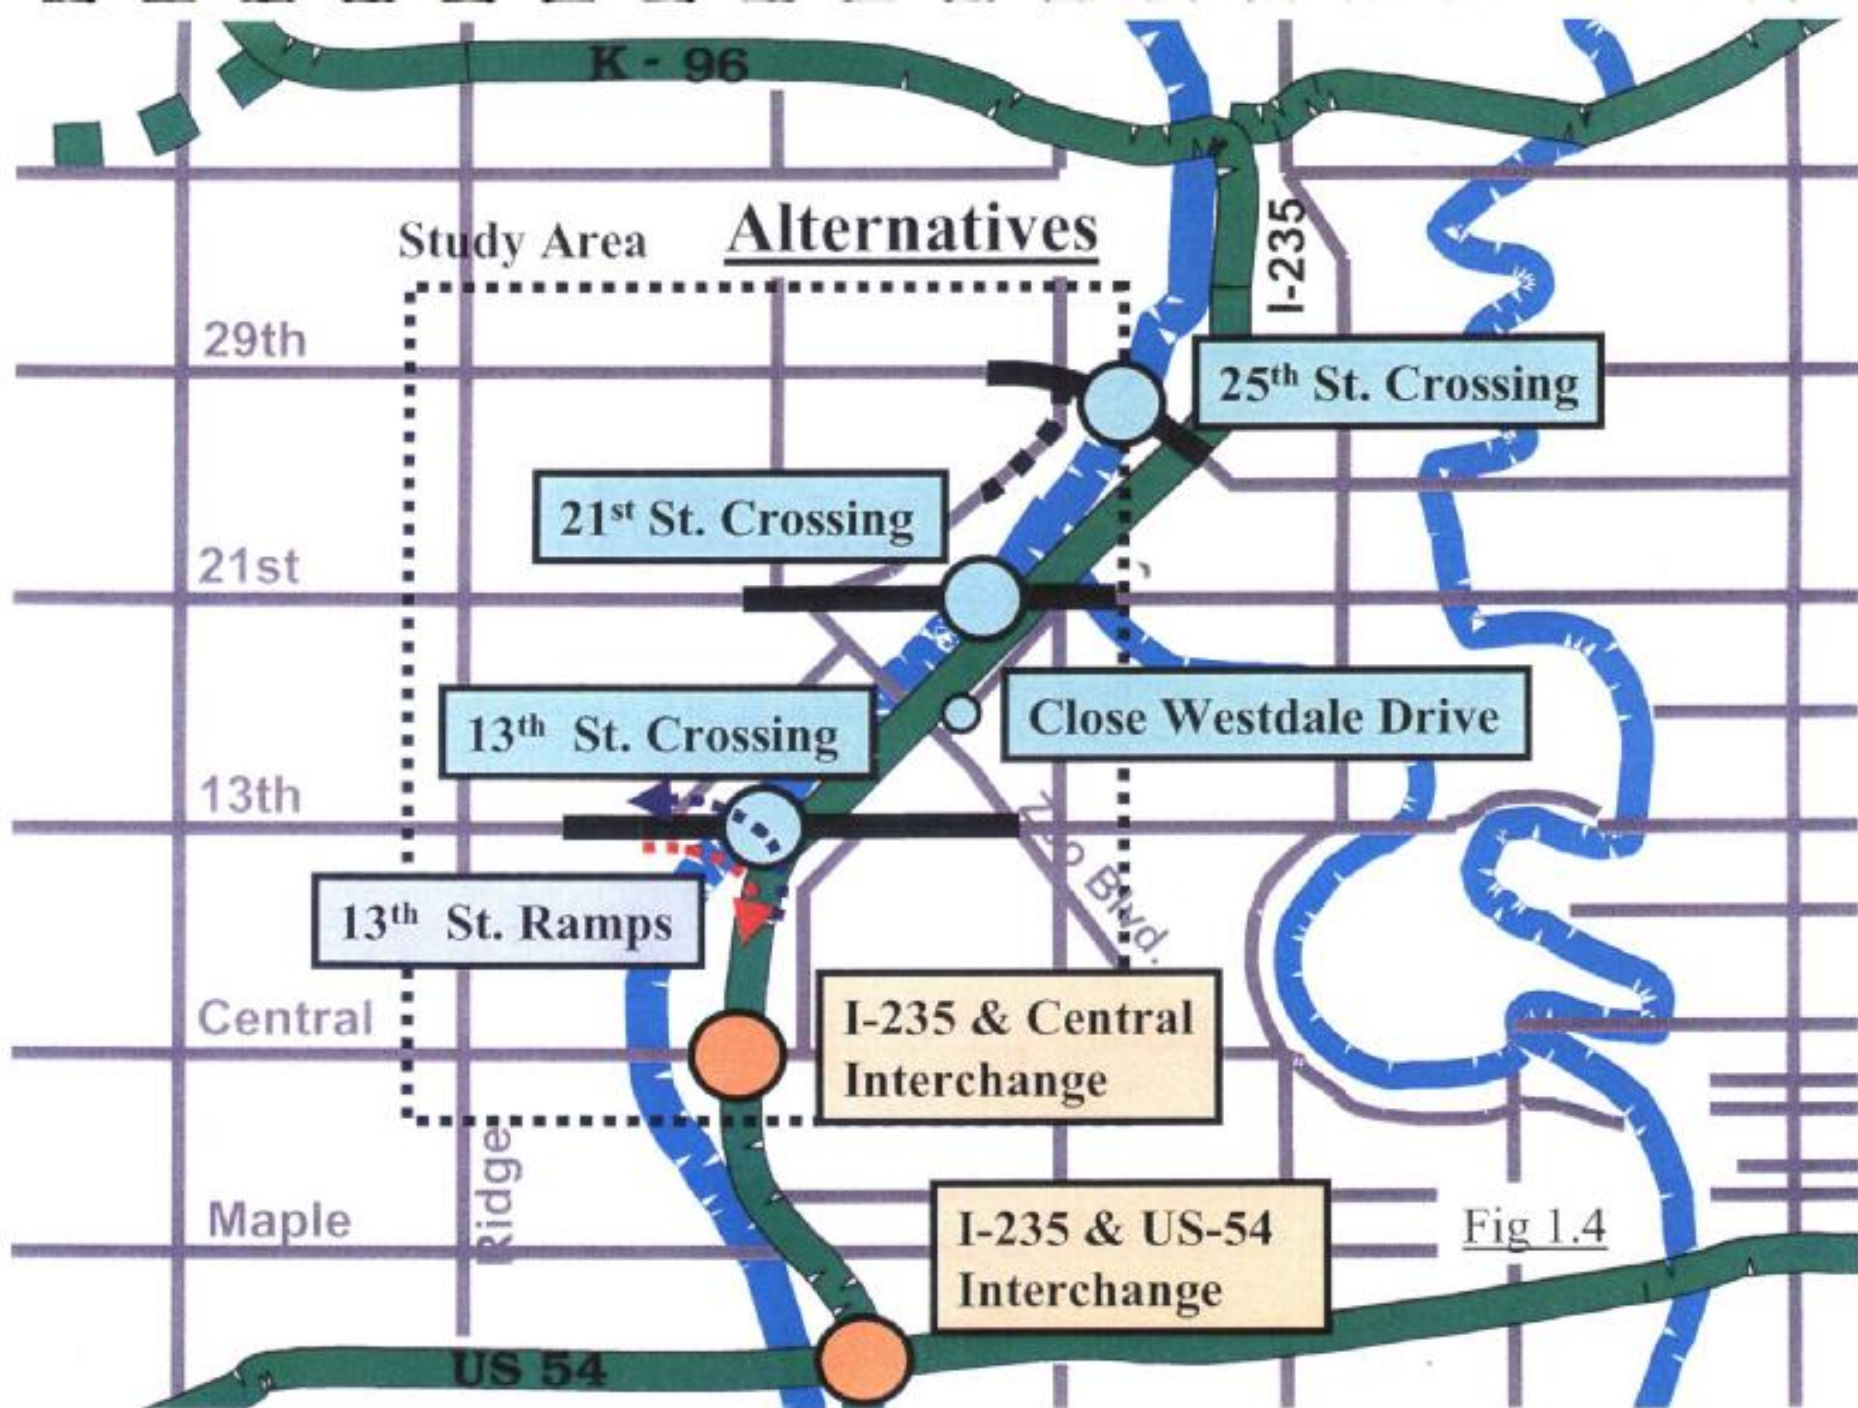 K - 96
Study Area
Alternatives
I-235
29th
25th St. Crossing
21st St. Crossing
21st
13th St. Crossing
Close Westdale Drive
13th
Zoo Blvd.
13th St. Ramps
Central
I-235 & Central
Interchange
Ridge
Maple
I-235 & US-54
Interchange
Fig 1.4
US 54